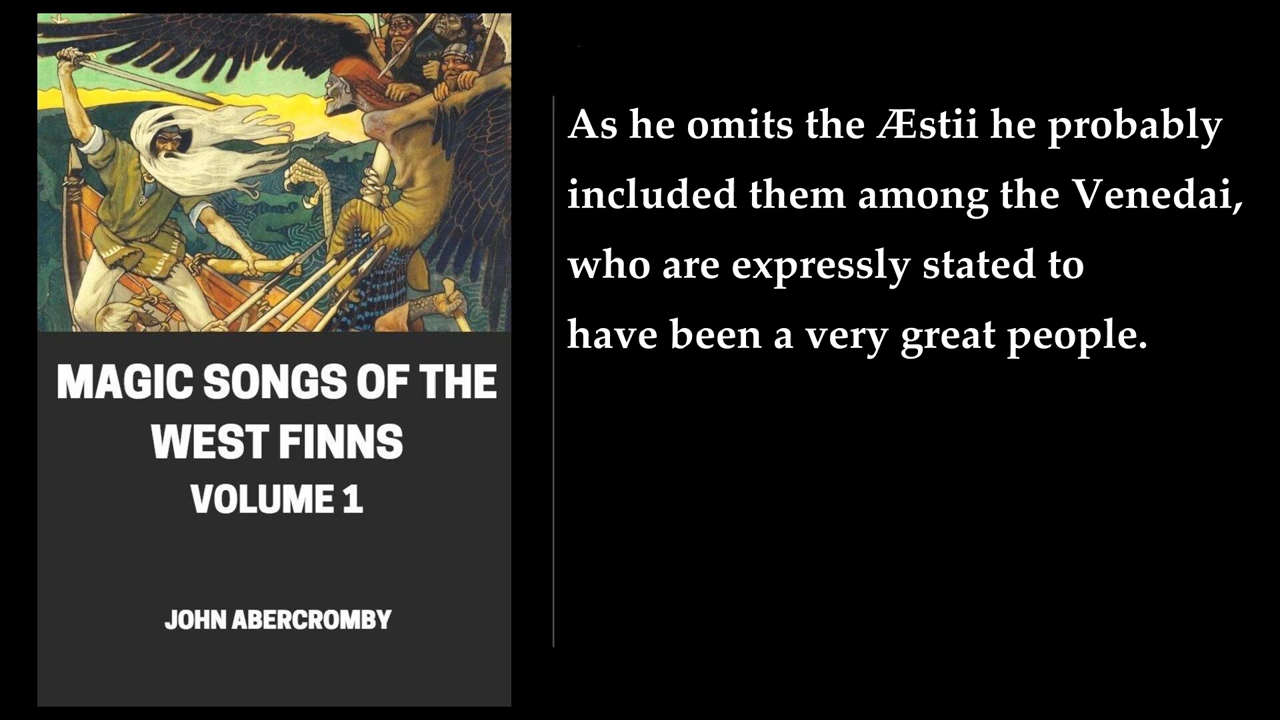 MAGIC SONGS OF THE
WEST FINNS
VOLUME 1
JOHN ABERCROMBY
As he omits the Æstii he probably
included them among the Venedai,
who are expressly stated to
have been a very great people.